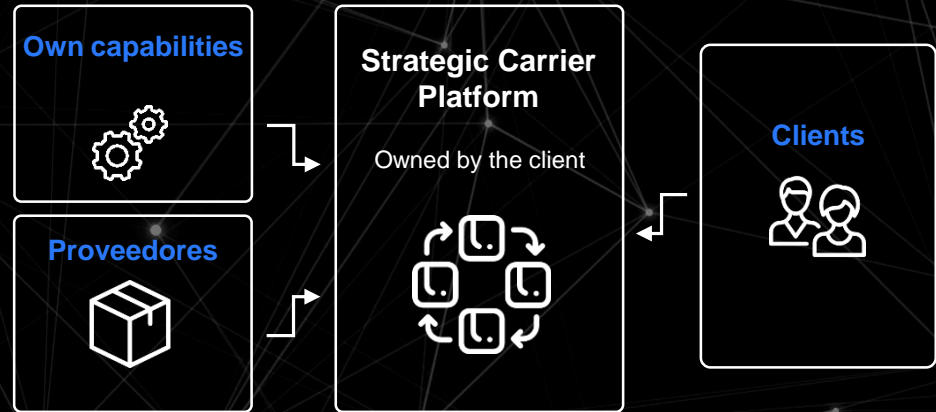 Own capabilities
Proveedores
Strategic Carrier
Platform
Owned by the client
Clients